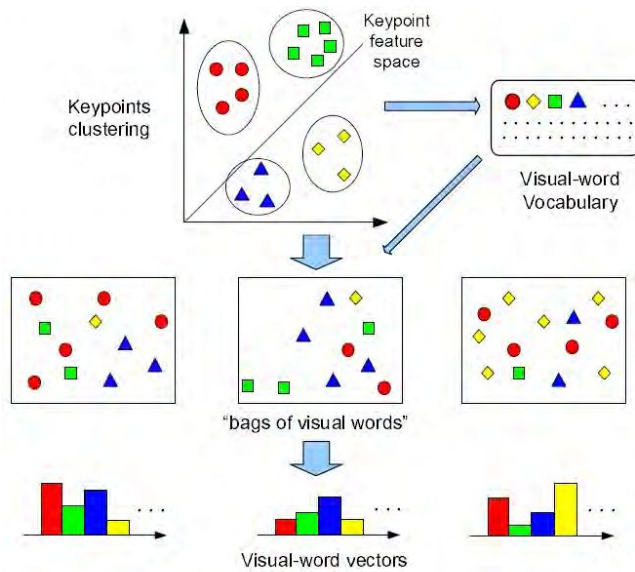 Keypoint
feature
space
Keypoints
clustering
. . . .
. . . . . . . . . . . . .
. . . . . . . . . . . . .
Visual-word
Vocabulary
“bags of visual words”
. . .
. . .
. . .
Visual-word vectors